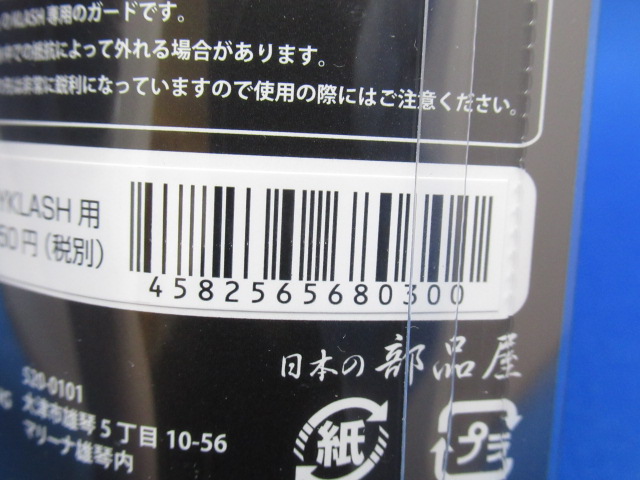 KLASH 専用のガードです。
中での抵抗によって外れる場合があります。
は非常に鋭利になっていますので使用の際にはご注意ください。
KLASH 用
50円（税別）
4582565680300
日本の部品屋
520-0101
大津市雄琴5丁目10-56
マリーナ雄琴内
紙
プラ